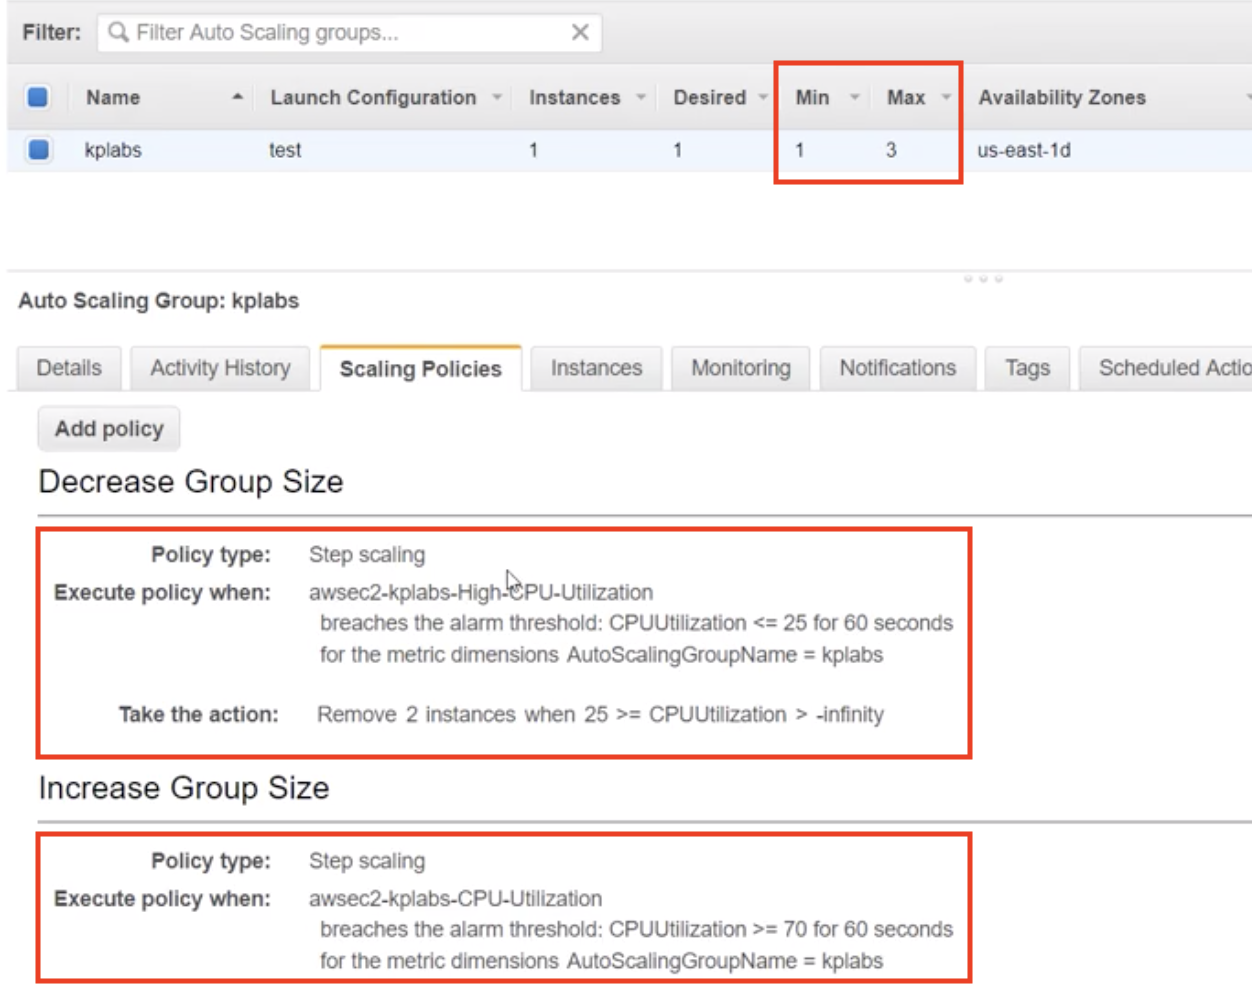 Filter: Filter Auto Scaling groups...
Name Launch Configuration Instances Desired Min Max Availability Zones
kplabs test 1 1 1 3 us-east-1d
Auto Scaling Group: kplabs
Details Activity History Scaling Policies Instances Monitoring Notifications Tags Scheduled Actio
Add policy
Decrease Group Size
Policy type: Step scaling
Execute policy when: awsec2-kplabs-High-CPU-Utilization
breaches the alarm threshold: CPUUtilization <= 25 for 60 seconds
for the metric dimensions AutoScalingGroupName = kplabs
Take the action: Remove 2 instances when 25 >= CPUUtilization > -infinity
Increase Group Size
Policy type: Step scaling
Execute policy when: awsec2-kplabs-CPU-Utilization
breaches the alarm threshold: CPUUtilization >= 70 for 60 seconds
for the metric dimensions AutoScalingGroupName = kplabs